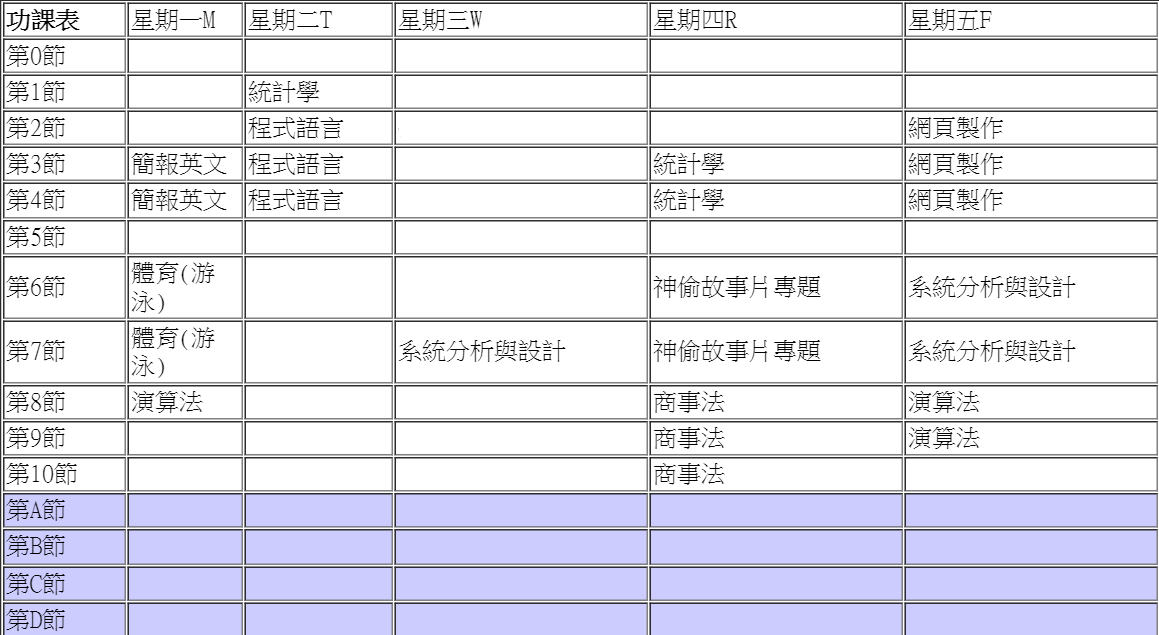 功課表 星期一M 星期二T 星期三W 星期四R 星期五F
第0節
第1節 統計學
第2節 程式語言 網頁製作
第3節 簡報英文 程式語言 統計學 網頁製作
第4節 簡報英文 程式語言 統計學 網頁製作
第5節
第6節 體育(游
泳) 神偷故事片專題 系統分析與設計
第7節 體育(游
泳) 系統分析與設計 神偷故事片專題 系統分析與設計
第8節 演算法 商事法 演算法
第9節 商事法 演算法
第10節 商事法
第A節
第B節
第C節
第D節